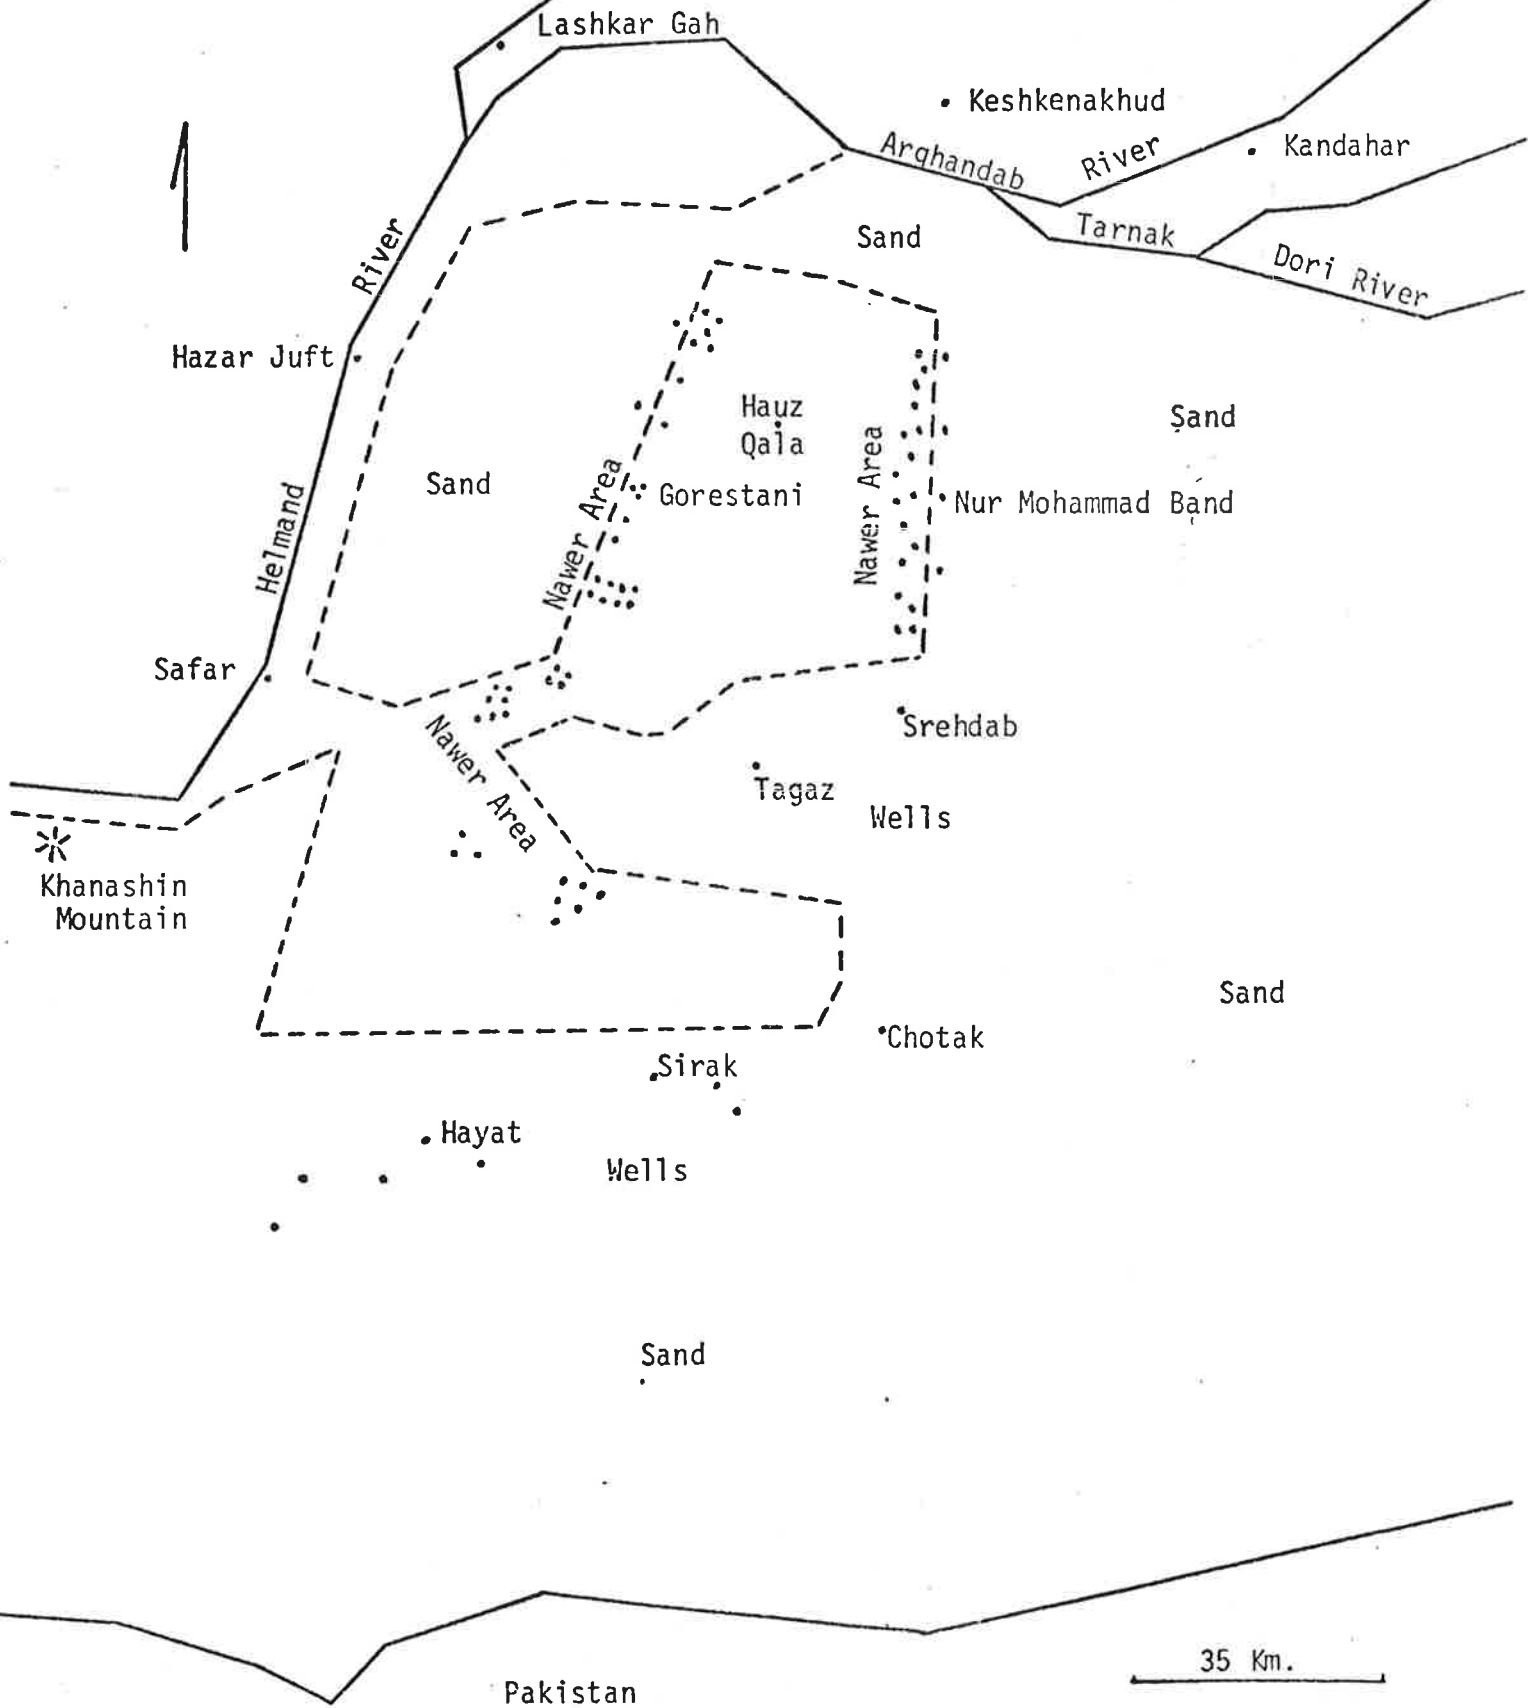 Lashkar Gah
Keshkenakhud
Kandahar
Arghandab River
Tarnak
Dori River
Sand
River
Hazar Juft
Hauz
Qala
Sand
Sand
Nawer Area
Gorestani
Nawer Area
Nur Mohammad Band
Helmand
Safar
Srehdab
Nawer Area
Tagaz
Wells
Khanashin
Mountain
Sand
Chotak
Sirak
Hayat
Wells
Sand
35 Km.
Pakistan